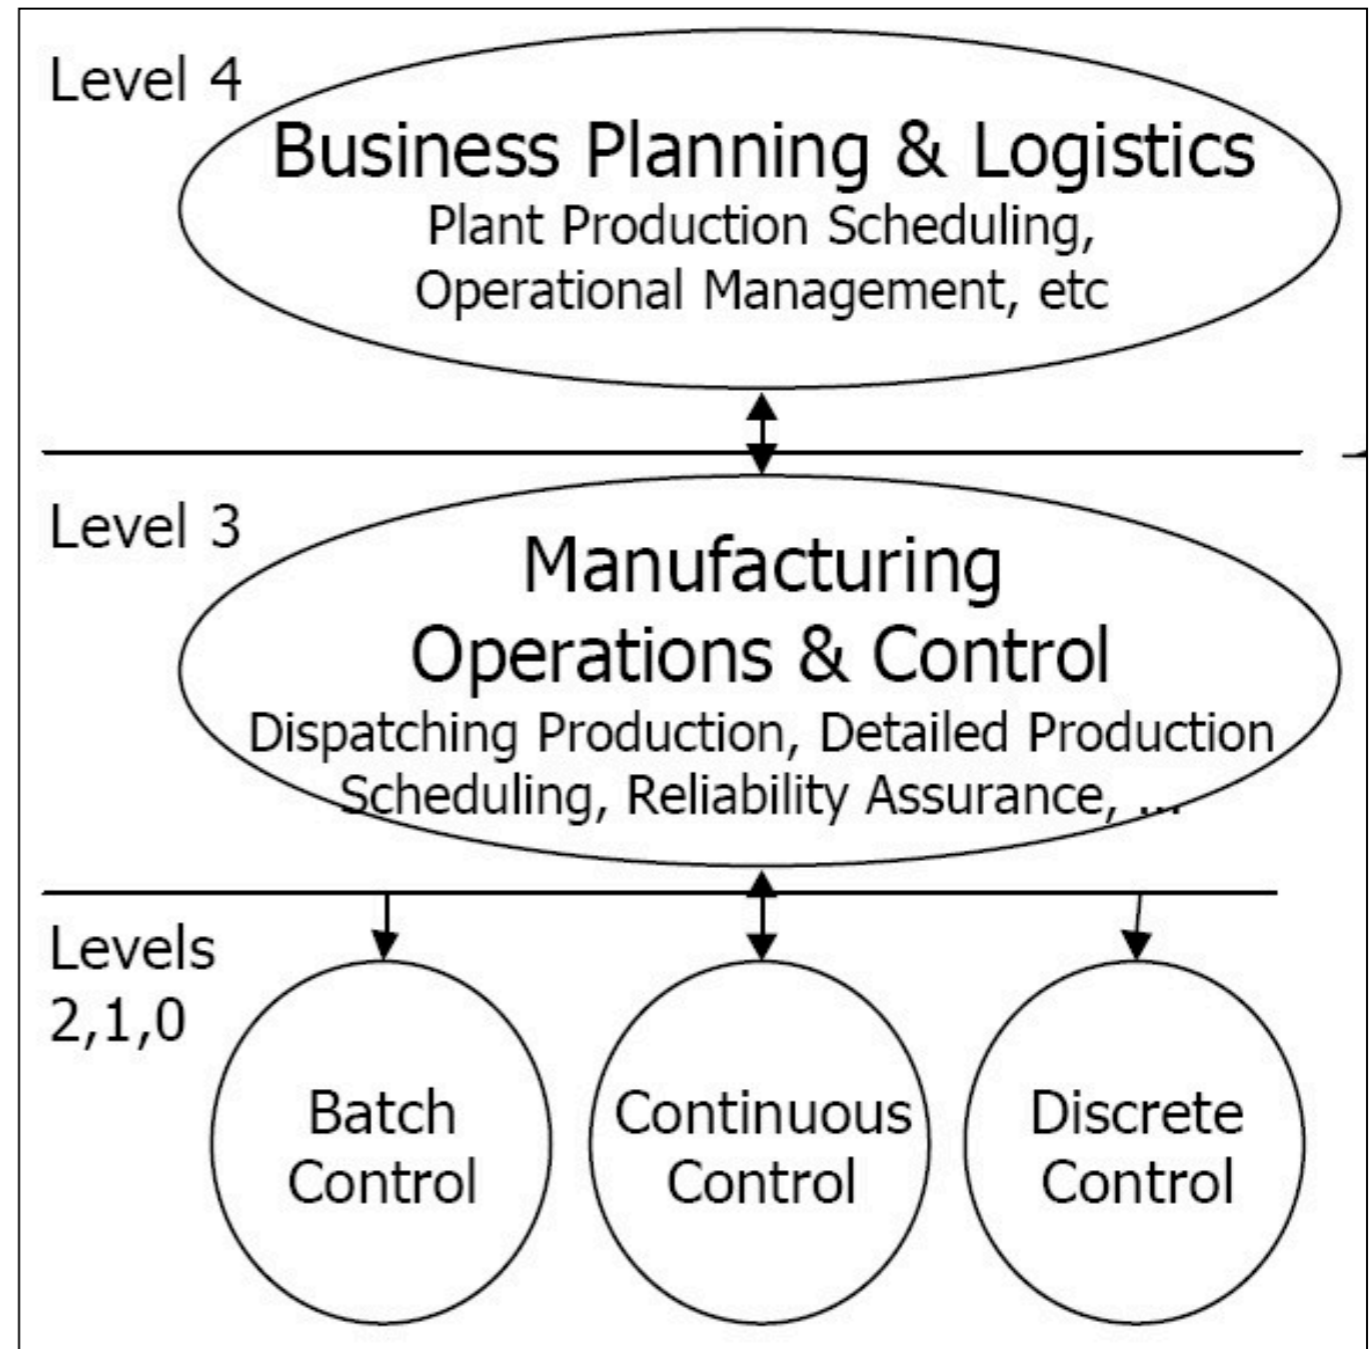 Level 4
Business Planning & Logistics
Plant Production Scheduling,
Operational Management, etc
Level 3
Manufacturing
Operations & Control
Dispatching Production, Detailed Production
Scheduling, Reliability Assurance, ...
Levels
2,1,0
Batch
Control
Continuous
Control
Discrete
Control